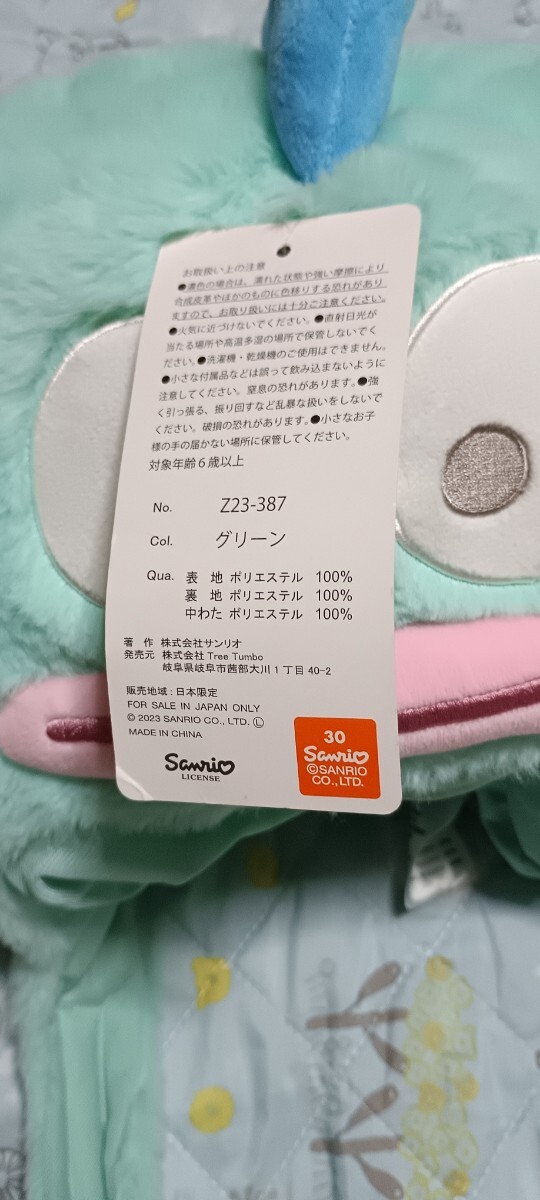 お取扱い上の注意
●濃色の場合は、濡れた状態や強い摩擦により
合成皮革やほかのものに色移りする恐れがあり
ますので、お取り扱いには十分ご注意ください。
●火気に近づけないでください。●直射日光が
当たる場所や高温多湿の場所で保管しないでく
ださい。●洗濯機・乾燥機のご使用はできません。
●小さな付属品などは誤って飲み込まないように
注意してください。窒息の恐れがあります。●強
く引っ張る、振り回すなど乱暴な扱いをしないで
ください。破損の恐れがあります。●小さなお子
様の手の届かない場所に保管してください。
対象年齢6歳以上
No. Z23-387
Col. グリーン
Qua. 表 地 ポリエステル 100%
裏 地 ポリエステル 100%
中わた ポリエステル 100%
著 作 株式会社サンリオ
発売元 株式会社 Tree Tumbo
岐阜県岐阜市茜部大川1丁目40-2
販売地域:日本限定
FOR SALE IN JAPAN ONLY
© 2023 SANRIO CO., LTD. Ⓛ
MADE IN CHINA
Sanrio
LICENSE
30
Sanrio
©SANRIO
CO., LTD.